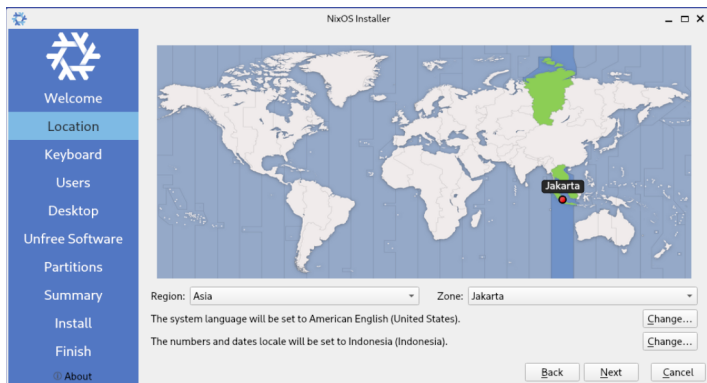 NixOS Installer
Welcome
Location
Keyboard
Users
Desktop
Unfree Software
Partitions
Summary
Install
Finish
About
Jakarta
Region: Asia
Zone: Jakarta
The system language will be set to American English (United States).
Change...
The numbers and dates locale will be set to Indonesia (Indonesia).
Change...
Back
Next
Cancel